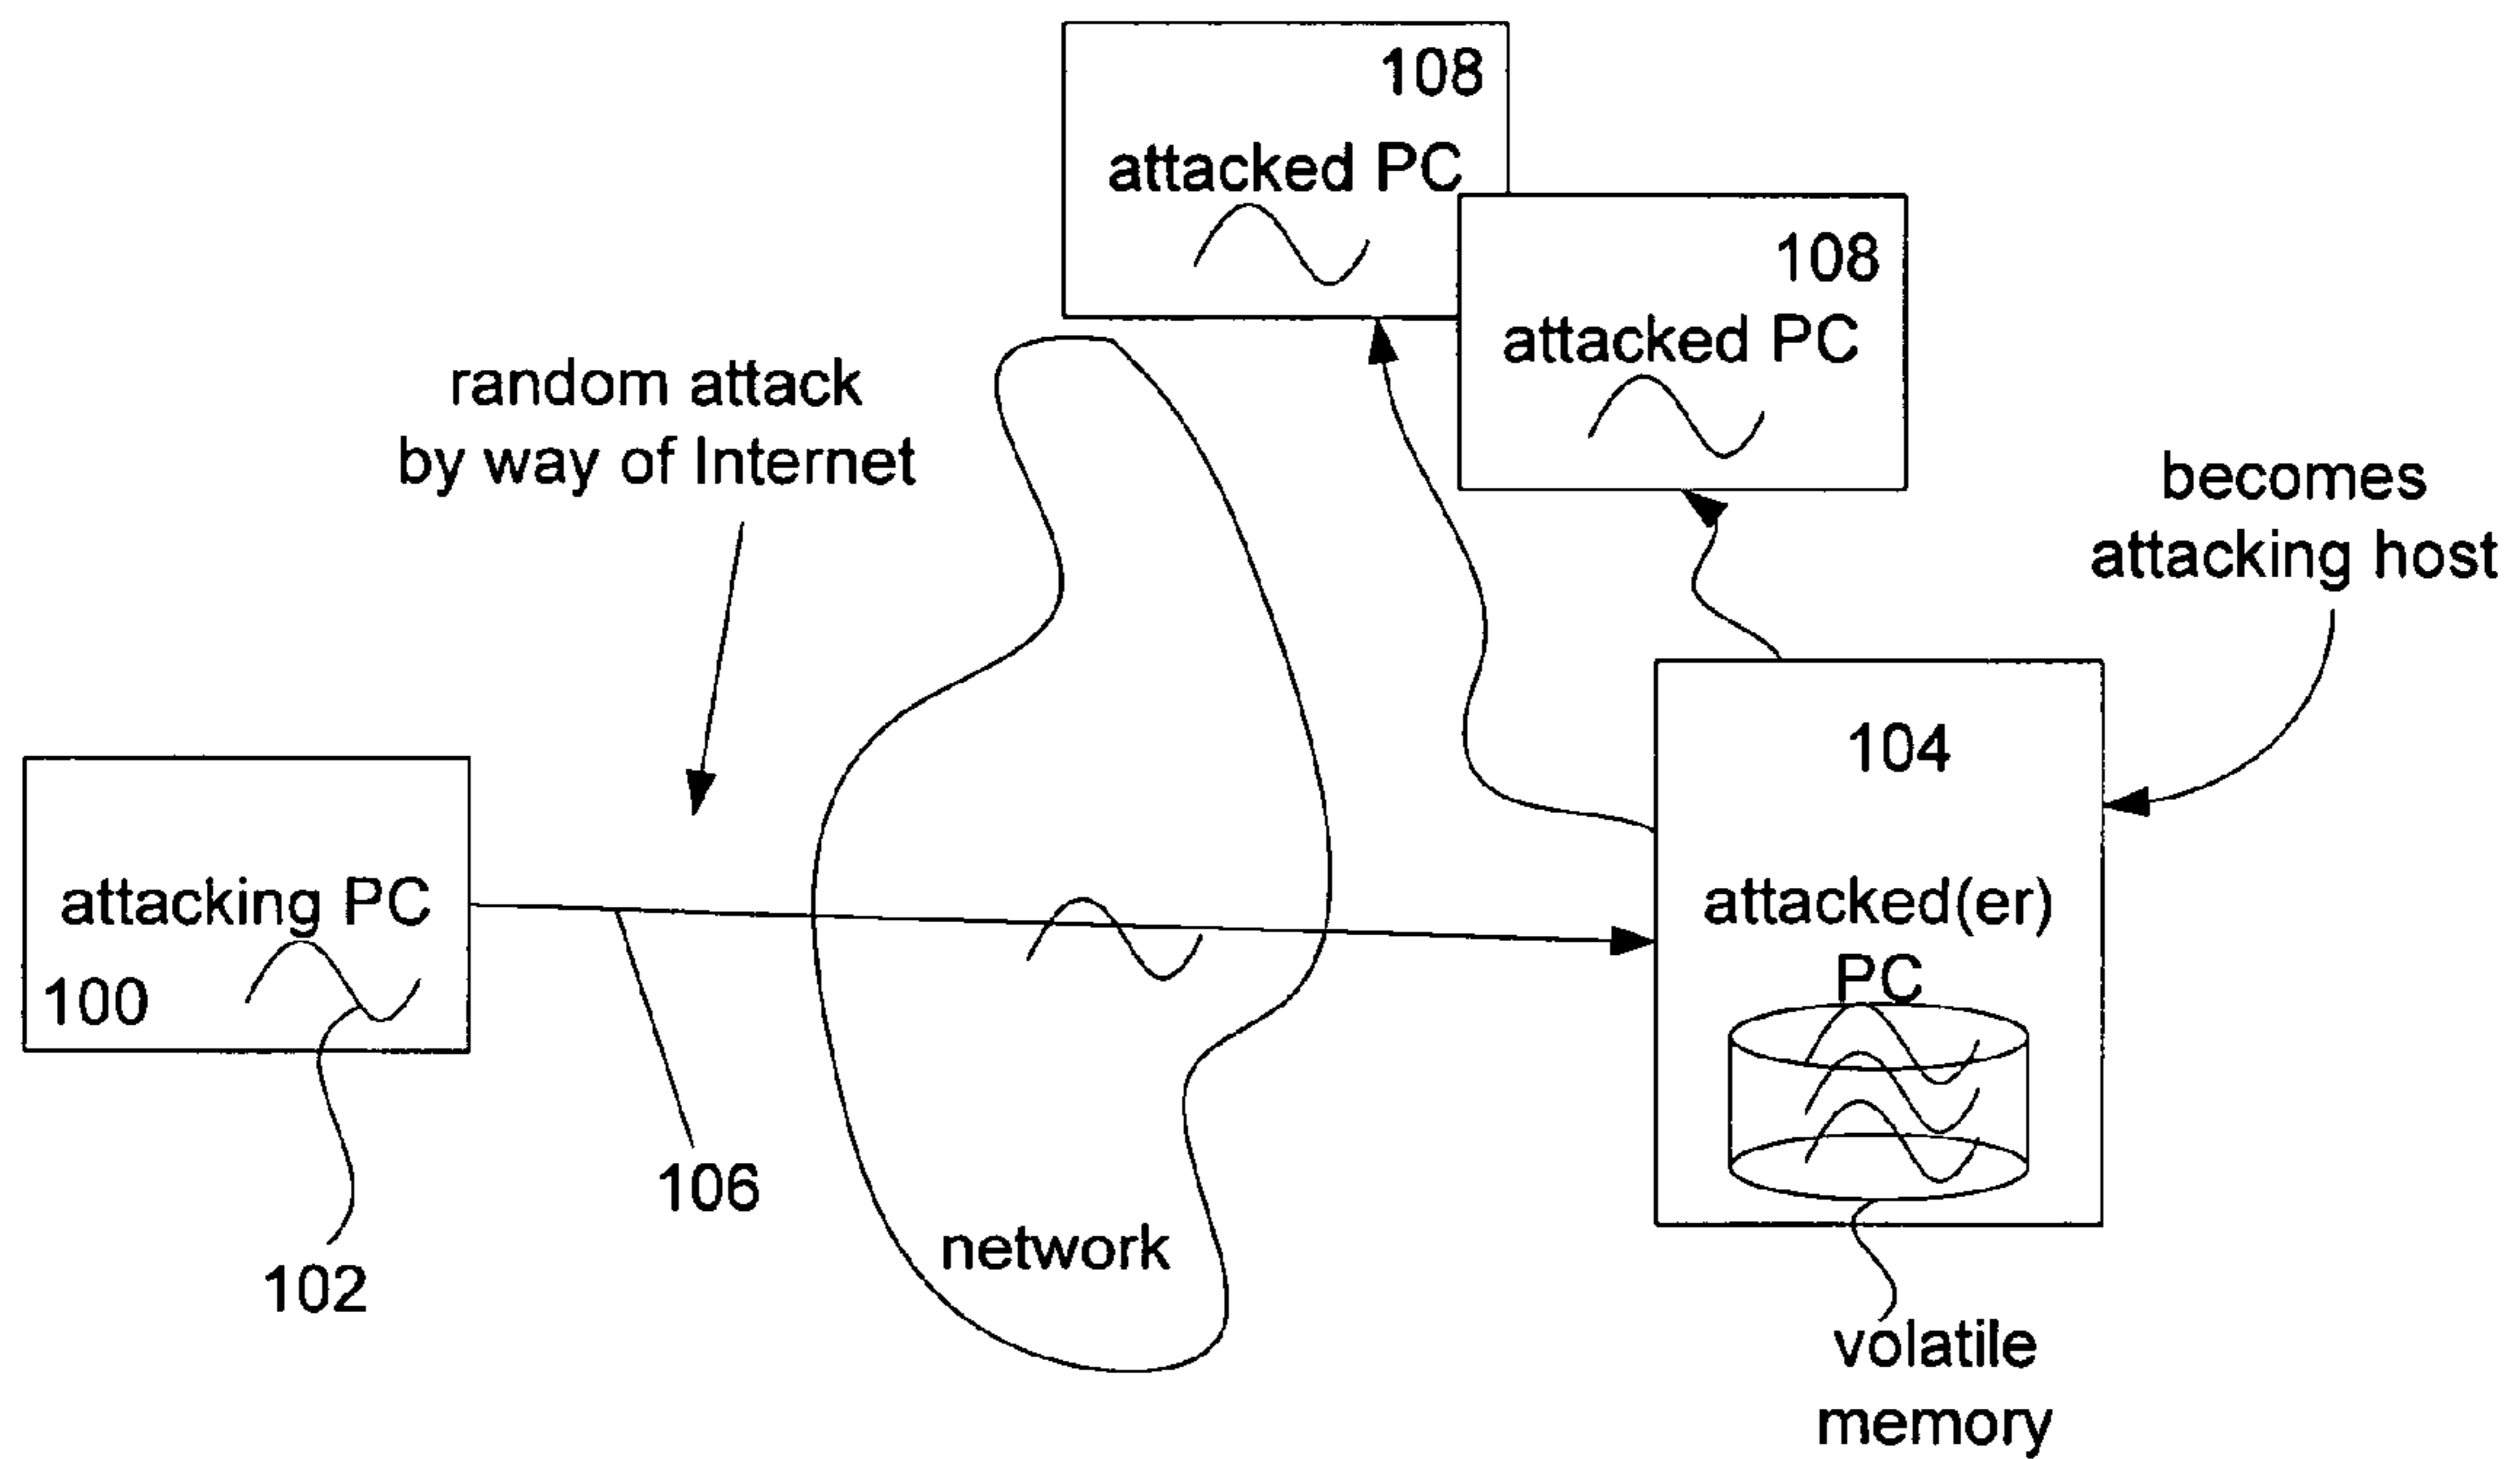 108
attacked PC
108
attacked PC
random attack
by way of Internet
becomes
attacking host
104
attacked(er)
PC
attacking PC
100
106
102
network
volatile
memory